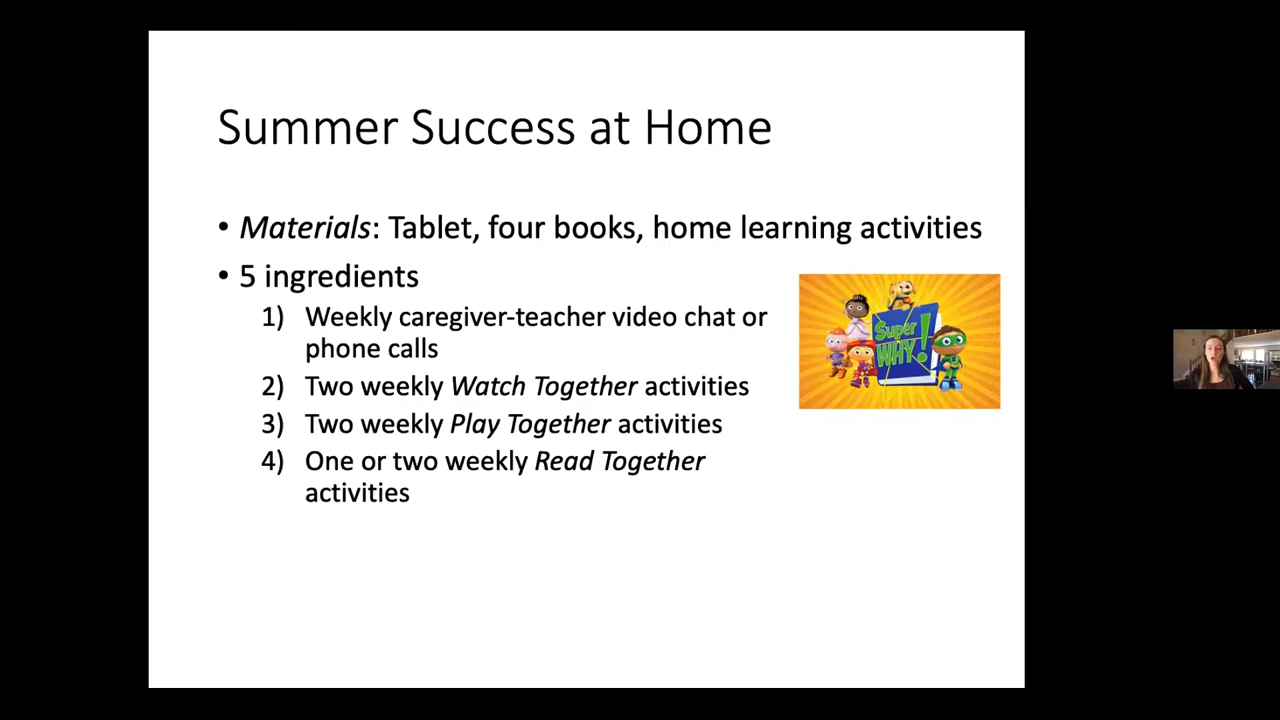 Summer Success at Home
• Materials: Tablet, four books, home learning activities
• 5 ingredients
1) Weekly caregiver-teacher video chat or
phone calls
2) Two weekly Watch Together activities
3) Two weekly Play Together activities
4) One or two weekly Read Together
activities
Super
WHY!